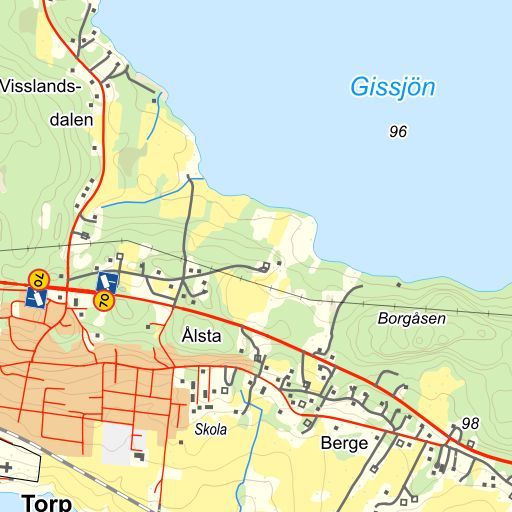 Visslands-
dalen
Gissjön
96
70
70
Borgåsen
Ålsta
Skola
Berge
98
Torp